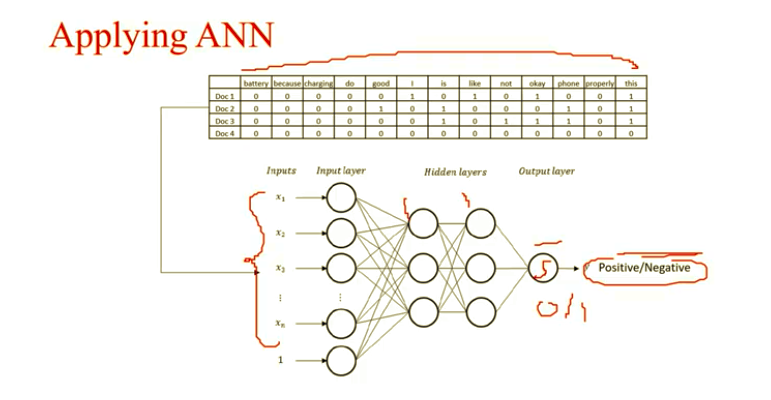 Applying ANN
battery because charging do good I is like not okay phone properly this
Doc 1 0 0 0 0 0 1 0 1 0 1 0 0 1
Doc 2 0 0 0 0 1 0 1 0 0 0 1 0 1
Doc 3 0 0 0 0 0 0 1 0 1 1 1 0 1
Doc 4 0 0 0 0 0 0 0 0 0 0 0 0 0
Inputs Input layer Hidden layers Output layer
x₁
x₂
x₃
Positive/Negative
⋮ ⋮
0/1
xₙ
1